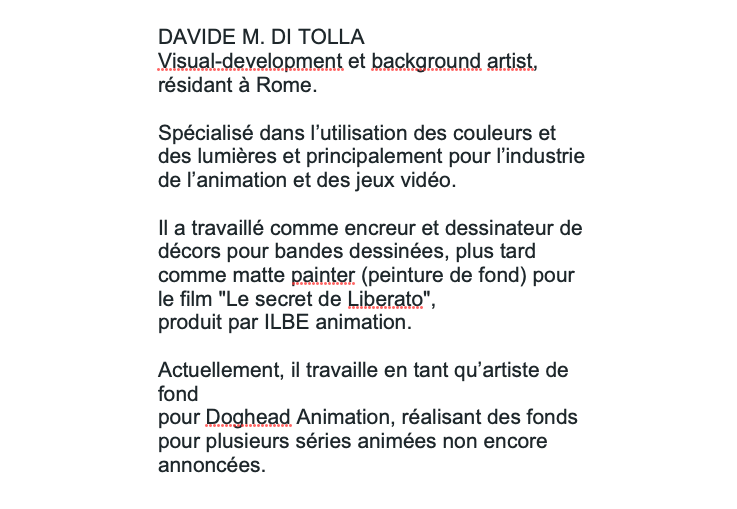 DAVIDE M. DI TOLLA
Visual-development et background artist,
résidant à Rome.
Spécialisé dans l’utilisation des couleurs et
des lumières et principalement pour l’industrie
de l’animation et des jeux vidéo.
Il a travaillé comme encreur et dessinateur de
décors pour bandes dessinées, plus tard
comme matte painter (peinture de fond) pour
le film "Le secret de Liberato",
produit par ILBE animation.
Actuellement, il travaille en tant qu’artiste de
fond
pour Doghead Animation, réalisant des fonds
pour plusieurs séries animées non encore
annoncées.